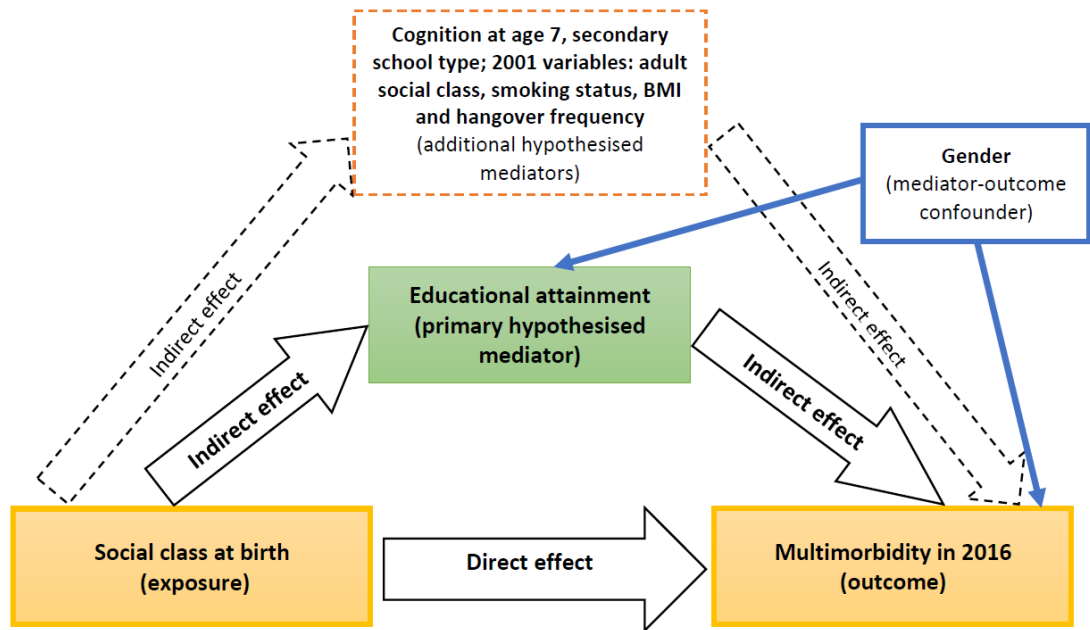 Cognition at age 7, secondary
school type; 2001 variables: adult
social class, smoking status, BMI
and hangover frequency
(additional hypothesised
mediators)
Gender
(mediator-outcome
confounder)
Indirect effect
Indirect effect
Educational attainment
(primary hypothesised
mediator)
Indirect effect
Indirect effect
Social class at birth
(exposure)
Direct effect
Multimorbidity in 2016
(outcome)